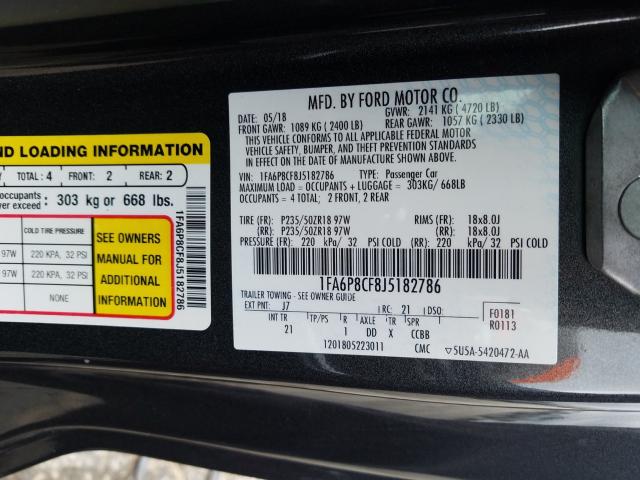 ND LOADING INFORMATION
TOTAL: 4 FRONT: 2 REAR: 2
occupants
exceed : 303 kg or 668 lbs.
COLD TIRE PRESSURE
97W 220 KPA, 32 PSI
97W 220 KPA, 32 PSI
NONE
SEE OWNERS
MANUAL FOR
ADDITIONAL
INFORMATION
1FA6P8CF8J5182786
MFD. BY FORD MOTOR CO.
05/18 GVWR: 2141 KG ( 4720 LB)
FRONT GAWR: 1089 KG ( 2400 LB) REAR GAWR: 1057 KG ( 2330 LB)
THIS VEHICLE CONFORMS TO ALL APPLICABLE FEDERAL MOTOR
VEHICLE SAFETY, BUMPER, AND THEFT PREVENTION STANDARDS
IN EFFECT ON THE DATE OF MANUFACTURE SHOWN ABOVE.
VIN: 1FA6P8CF8J5182786 TYPE: Passenger Car
MAXIMUM LOAD = OCCUPANTS + LUGGAGE = 303KG/ 668LB
OCCUPANTS = 4 TOTAL; 2 FRONT, 2 REAR
TIRE (FR): P235/50ZR18 97W RIMS (FR): 18x8.0J
(RR): P235/50ZR18 97W (RR): 18x8.0J
PRESSURE (FR): 220 kPa/ 32 PSI COLD (RR): 220 kPa/ 32 PSI COLD
1FA6P8CF8J5182786
TRAILER TOWING - SEE OWNER GUIDE
EXT PNT: J7 RC: 21 DSO: F0181
INT TR TP/PS R AXLE TR SPR R0113
21 1 DD X CCBB
1201805223011 CMC 5U5A-5420472-AA